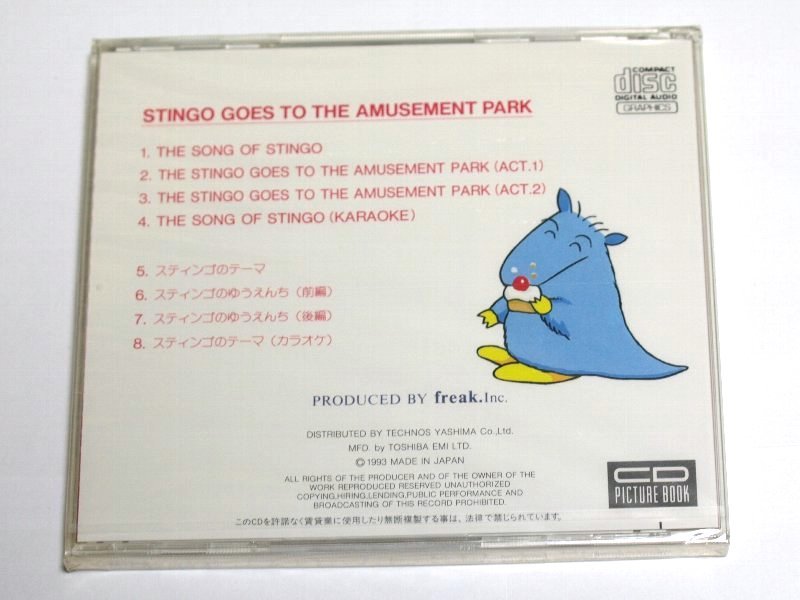 COMPACT
disc
DIGITAL AUDIO
GRAPHICS
STINGO GOES TO THE AMUSEMENT PARK
1. THE SONG OF STINGO
2. THE STINGO GOES TO THE AMUSEMENT PARK (ACT.1)
3. THE STINGO GOES TO THE AMUSEMENT PARK (ACT.2)
4. THE SONG OF STINGO (KARAOKE)
5. スティンゴのテーマ
6. スティンゴのゆうえんち (前編)
7. スティンゴのゆうえんち (後編)
8. スティンゴのテーマ (カラオケ)
PRODUCED BY freak.Inc.
DISTRIBUTED BY TECHNOS YASHIMA Co.,Ltd.
MFD. by TOSHIBA EMI LTD.
©1993 MADE IN JAPAN
ALL RIGHTS OF THE PRODUCER AND OF THE OWNER OF THE
WORK REPRODUCED RESERVED UNAUTHORIZED
COPYING,HIRING,LENDING,PUBLIC PERFORMANCE AND
BROADCASTING OF THIS RECORD PROHIBITED.
このCDを許諾なく賃貸業に使用したり無断複製する事は、法律で禁じられています。
CD
PICTURE BOOK